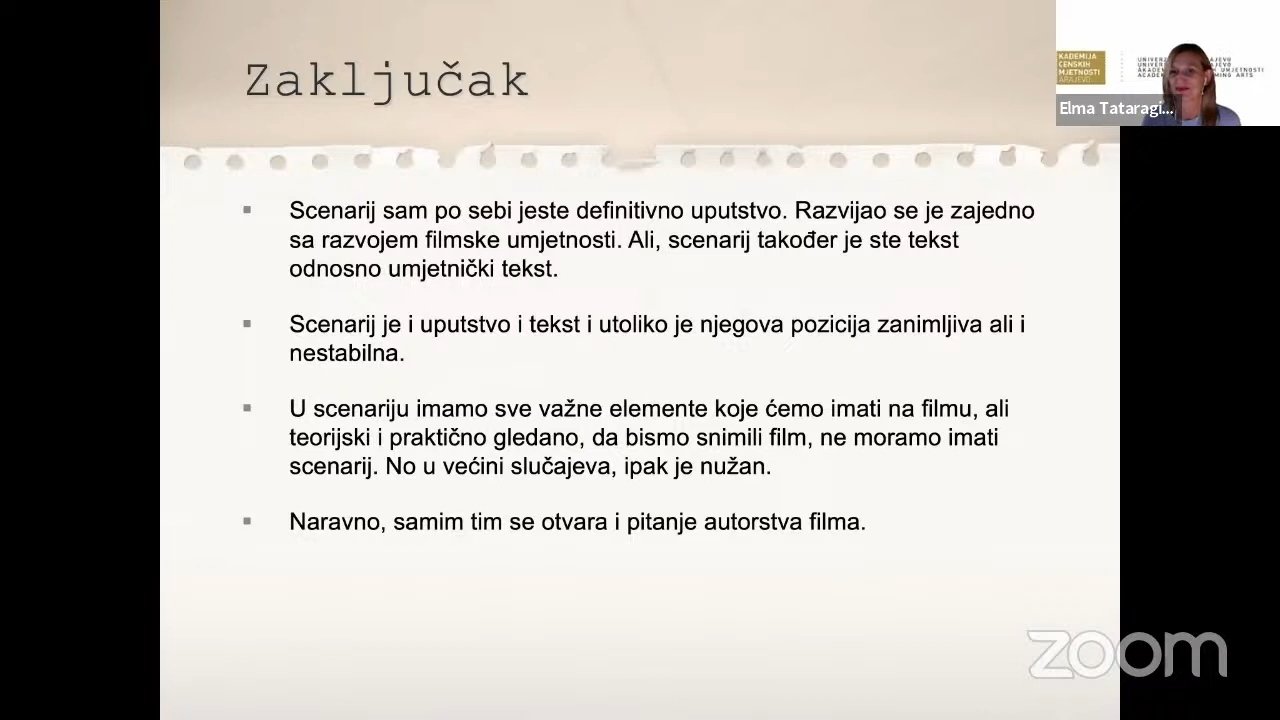 Zaključak
KADEMIJA
CENSKIH
MJETNOSTI
SARAJEVO
Elma Tataragi...
Scenarij sam po sebi jeste definitivno uputstvo. Razvijao se je zajedno
sa razvojem filmske umjetnosti. Ali, scenarij također je ste tekst
odnosno umjetnički tekst.
Scenarij je i uputstvo i tekst i utoliko je njegova pozicija zanimljiva ali i
nestabilna.
U scenariju imamo sve važne elemente koje ćemo imati na filmu, ali
teorijski i praktično gledano, da bismo snimili film, ne moramo imati
scenarij. No u većini slučajeva, ipak je nužan.
Naravno, samim tim se otvara i pitanje autorstva filma.
zoom